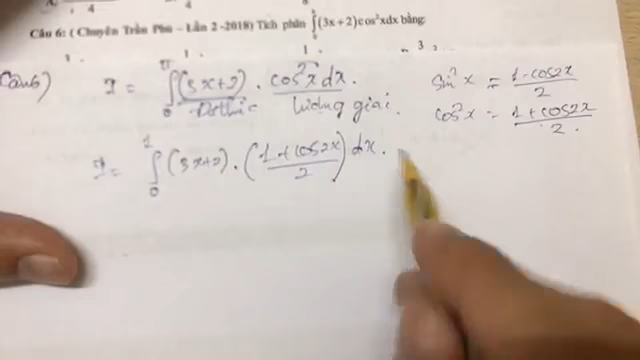 Câu 6: ( Chuyên Trần Phú – Lần 2 -2018) Tích phân ∫(3x+2)cos²xdx bằng:
Câu 6) I = ∫₀^π (3x+2) . cos²x dx.
Đa thức lượng giác.
sin²x = (1-cos2x)/2
cos²x = (1+cos2x)/2.
I = ∫₀^1 (3x+2) . ((1+cos2x)/2) dx.